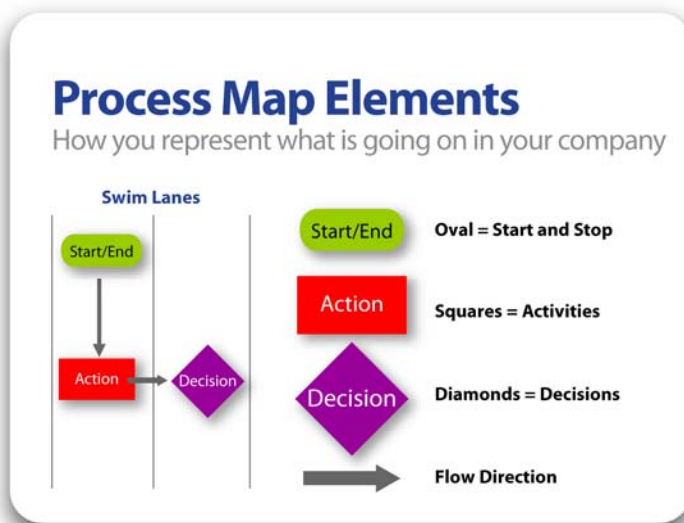 Process Map Elements
How you represent what is going on in your company
Swim Lanes
Start/End
Action
Decision
Start/End
Oval = Start and Stop
Action
Squares = Activities
Decision
Diamonds = Decisions
Flow Direction